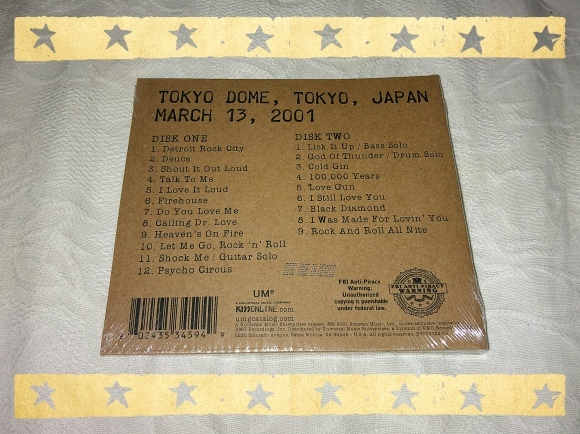 TOKYO DOME, TOKYO, JAPAN
MARCH 13, 2001
DISK ONE
1. Detroit Rock City
2. Deuce
3. Shout It Out Loud
4. Talk To Me
5. I Love It Loud
6. Firehouse
7. Do You Love Me
8. Calling Dr. Love
9. Heaven's On Fire
10. Let Me Go, Rock 'n' Roll
11. Shock Me / Guitar Solo
12. Psycho Circus
DISK TWO
1. Lick It Up / Bass Solo
2. God Of Thunder / Drum Solo
3. Cold Gin
4. 100,000 Years
5. Love Gun
6. I Still Love You
7. Black Diamond
8. I Was Made For Lovin' You
9. Rock And Roll All Nite
02435 34594 9
UMe
KISSONLINE.com
umgcatalog.com
FBI Anti-Piracy
Warning:
Unauthorized
copying is punishable
under federal law.
FBI ANTI-PIRACY
WARNING